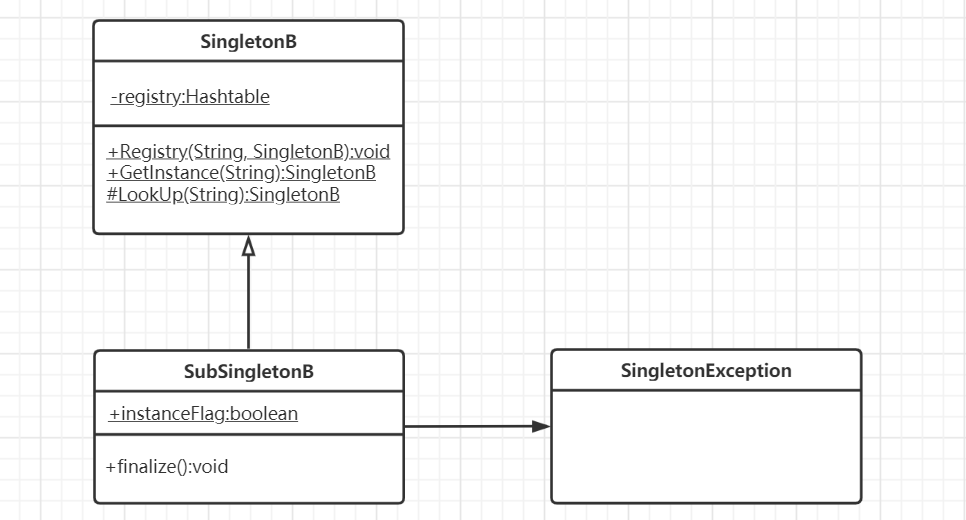 SingletonB
-registry:Hashtable
+Registry(String, SingletonB):void
+GetInstance(String):SingletonB
#LookUp(String):SingletonB
SubSingletonB
+instanceFlag:boolean
+finalize():void
SingletonException